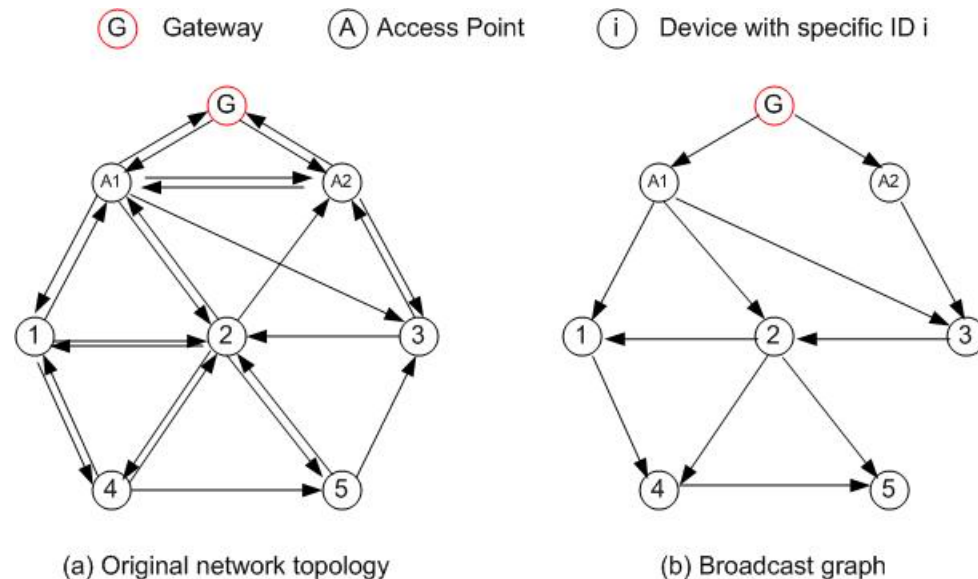 G Gateway A Access Point i Device with specific ID i
G G
A1 A2 A1 A2
1 2 3 1 2 3
4 5 4 5
(a) Original network topology (b) Broadcast graph